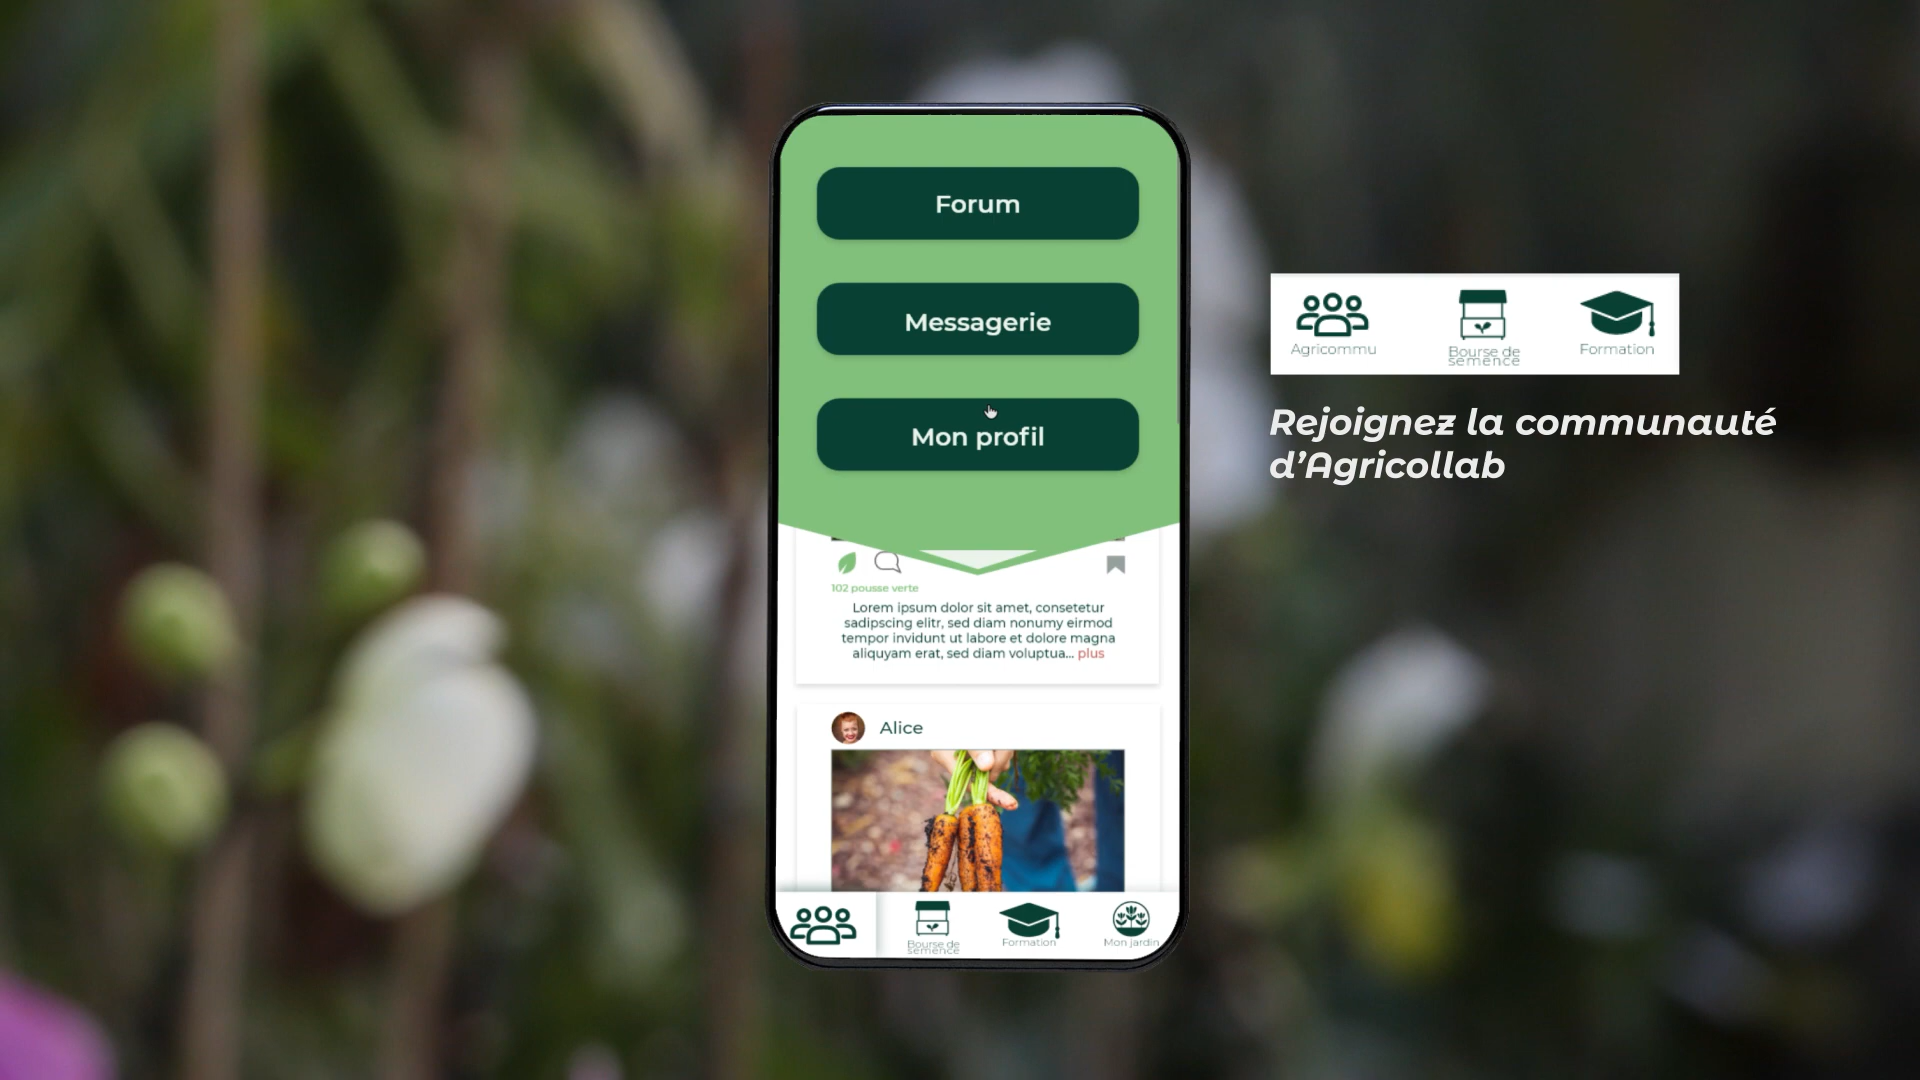 Forum
Messagerie
Mon profil
102 pousse verte
Lorem ipsum dolor sit amet, consetetur
sadipscing elitr, sed diam nonumy eirmod
tempor invidunt ut labore et dolore magna
aliquyam erat, sed diam voluptua... plus
Alice
Bourse de
semence
Formation
Mon jardin
Agricommu
Bourse de
semence
Formation
Rejoignez la communauté
d’Agricollab